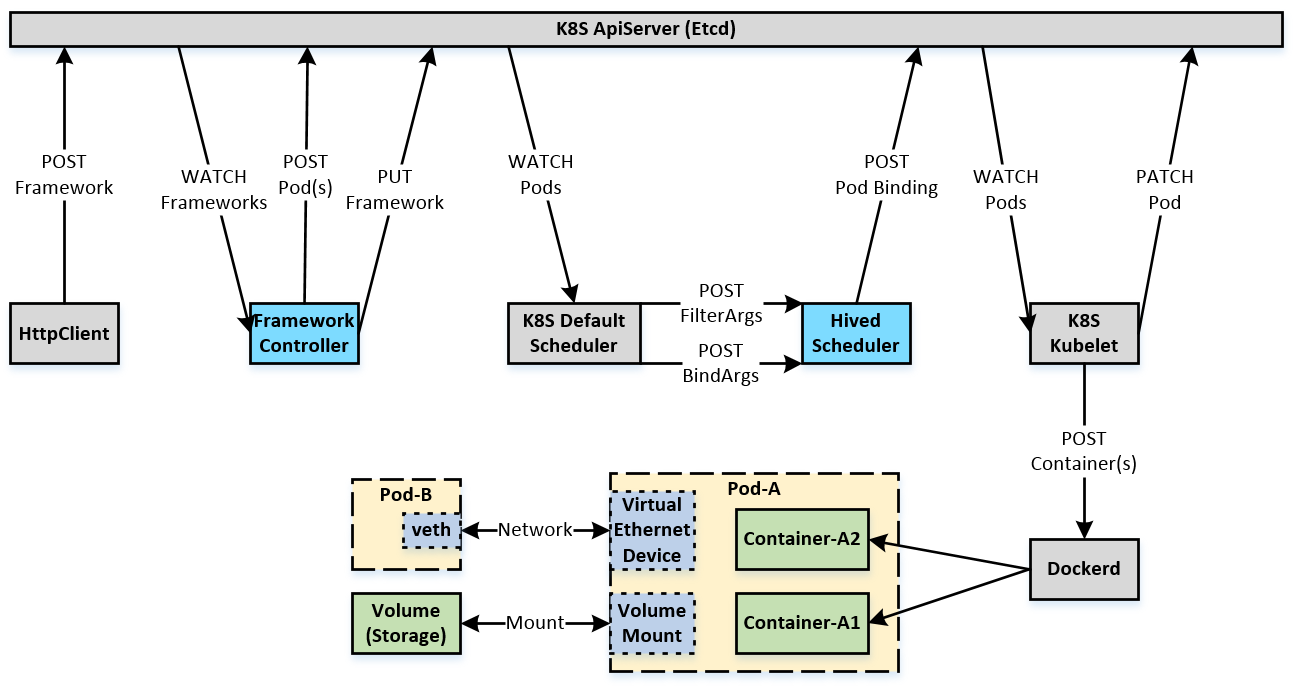 K8S ApiServer (Etcd)
POST
Framework
WATCH
Frameworks
POST
Pod(s)
PUT
Framework
WATCH
Pods
POST
Pod Binding
WATCH
Pods
PATCH
Pod
HttpClient
Framework
Controller
K8S Default
Scheduler
POST
FilterArgs
POST
BindArgs
Hived
Scheduler
K8S
Kubelet
POST
Container(s)
Pod-B
veth
Network
Pod-A
Virtual
Ethernet
Device
Container-A2
Dockerd
Volume
(Storage)
Mount
Volume
Mount
Container-A1